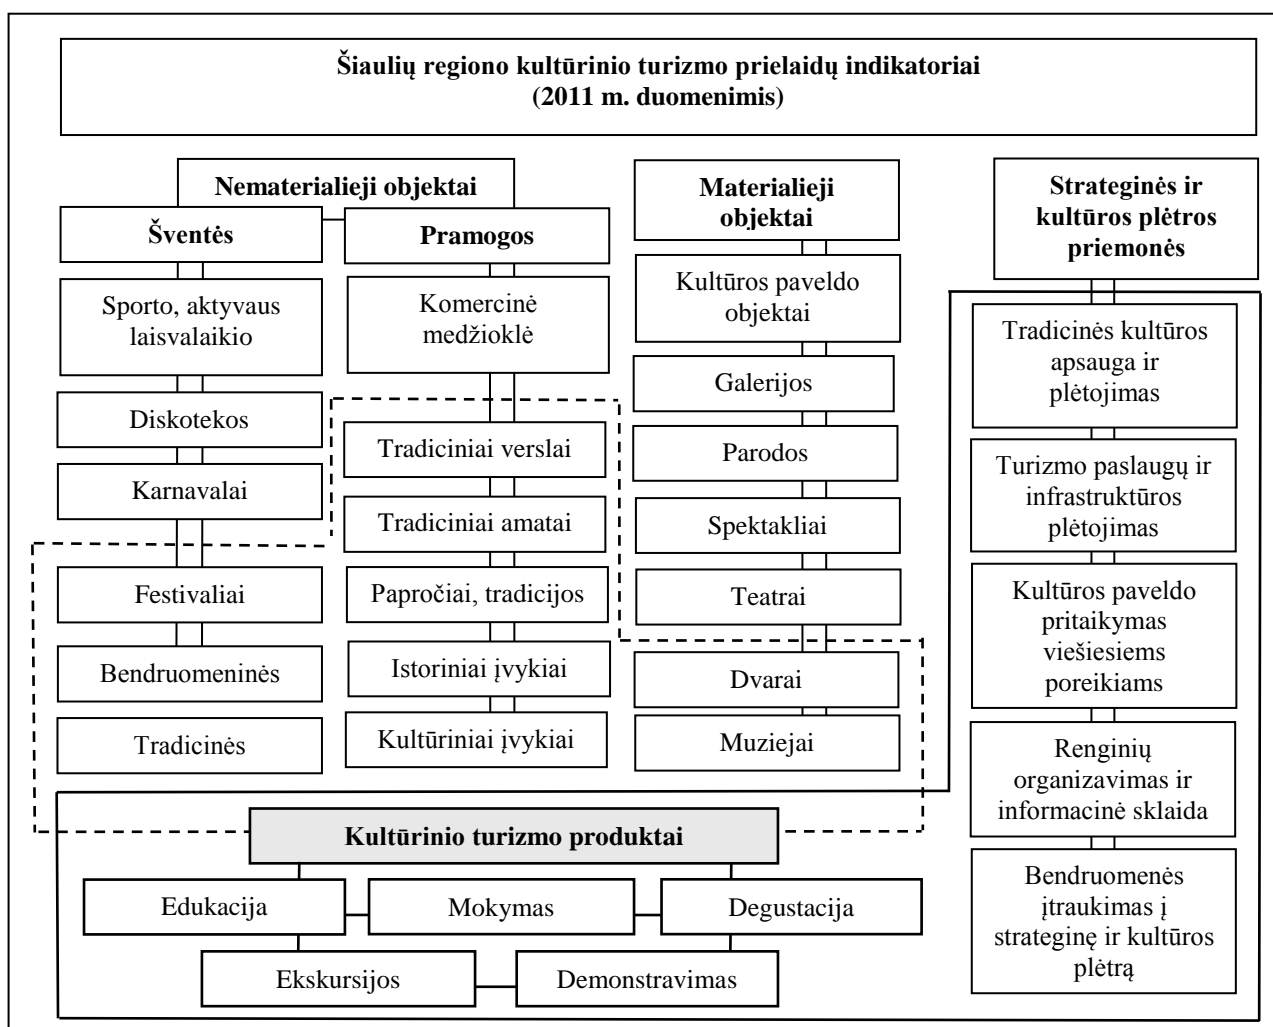 Šiaulių regiono kultūrinio turizmo prielaidų indikatoriai
(2011 m. duomenimis)
Nematerialieji objektai
Šventės
Sporto, aktyvaus
laisvalaikio
Diskotekos
Karnavalai
Festivaliai
Bendruomeninės
Tradicinės
Pramogos
Komercinė
medžioklė
Tradiciniai verslai
Tradiciniai amatai
Papročiai, tradicijos
Istoriniai įvykiai
Kultūriniai įvykiai
Materialieji
objektai
Kultūros paveldo
objektai
Galerijos
Parodos
Spektakliai
Teatrai
Dvarai
Muziejai
Strateginės ir
kultūros plėtros
priemonės
Tradicinės kultūros
apsauga ir
plėtojimas
Turizmo paslaugų ir
infrastruktūros
plėtojimas
Kultūros paveldo
pritaikymas
viešiesiems
poreikiams
Renginių
organizavimas ir
informacinė sklaida
Bendruomenės
įtraukimas į
strateginę ir kultūros
plėtrą
Kultūrinio turizmo produktai
Edukacija
Mokymas
Degustacija
Ekskursijos
Demonstravimas